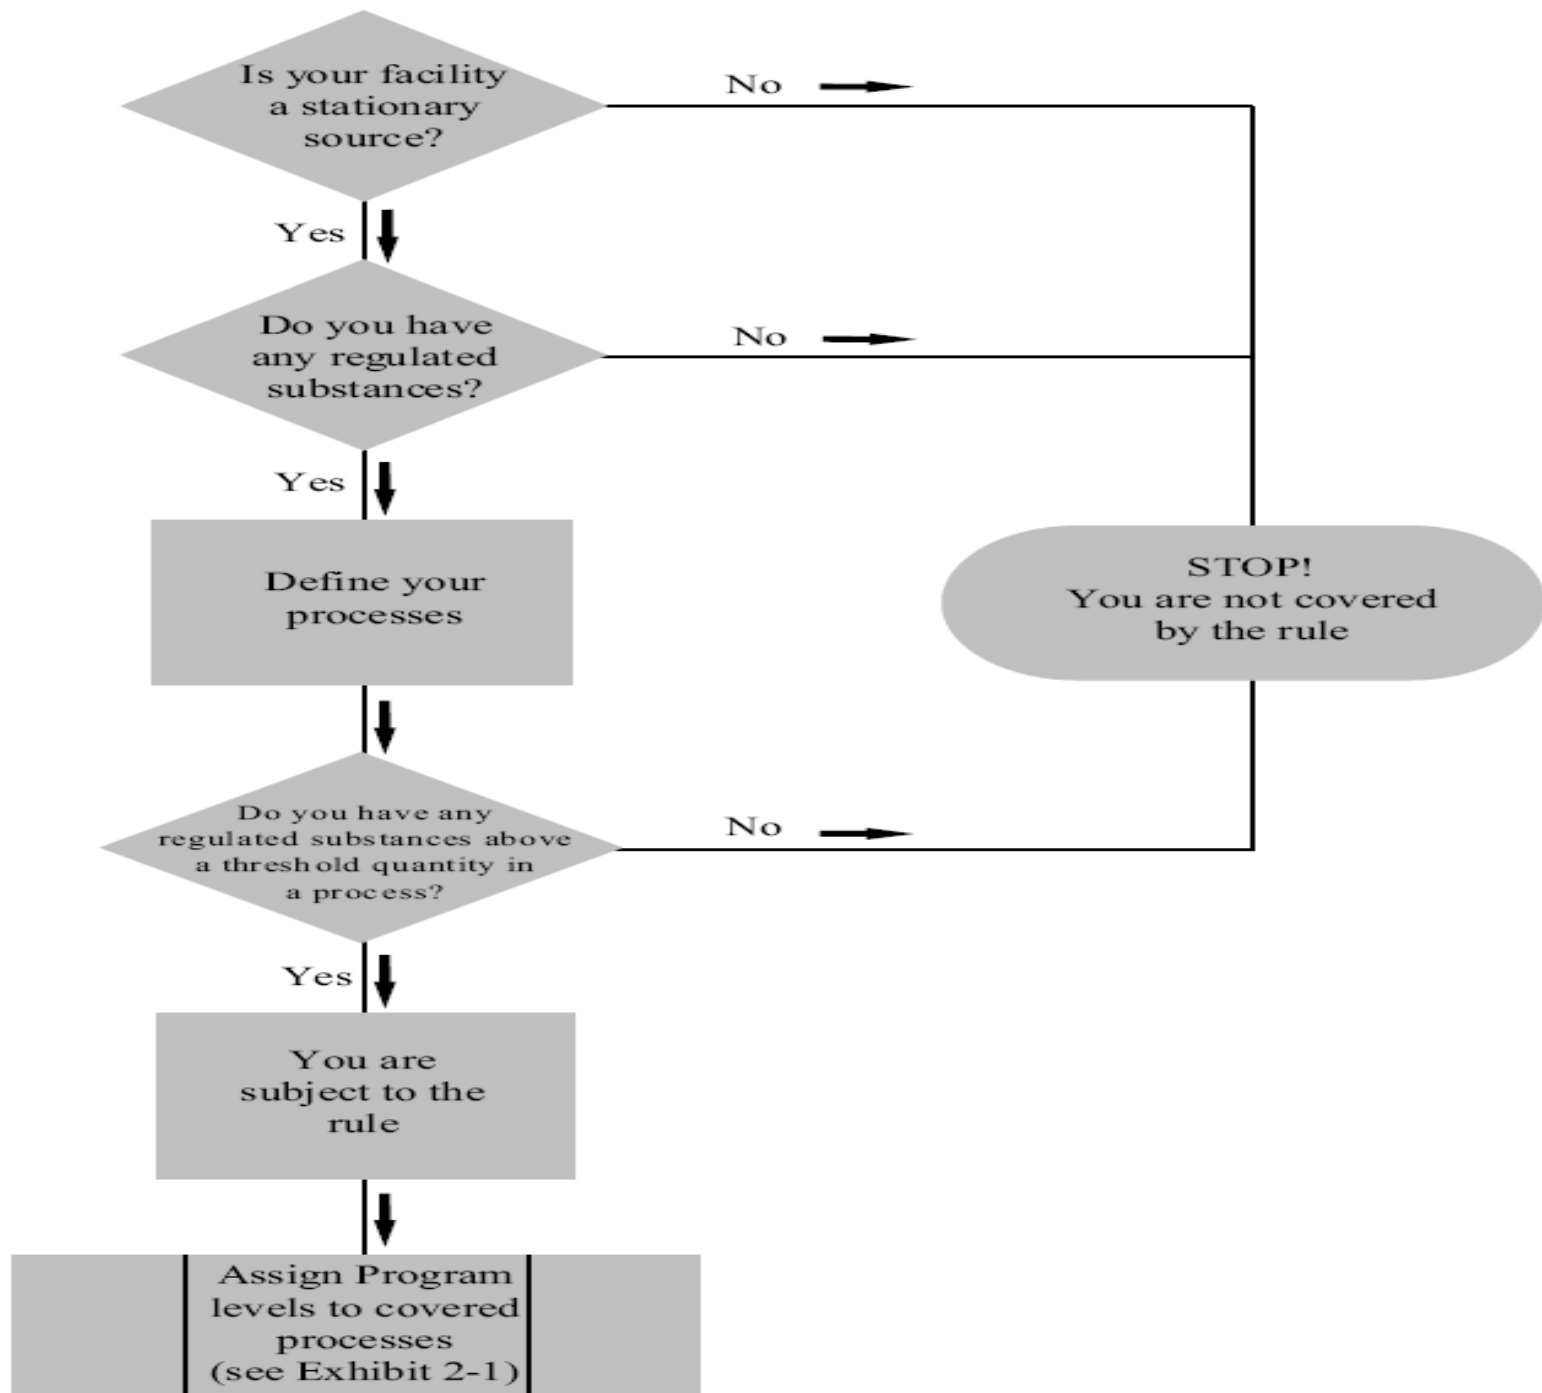 Is your facility
a stationary
source?
No
Yes
Do you have
any regulated
substances?
No
Yes
Define your
processes
STOP!
You are not covered
by the rule
Do you have any
regulated substances above
a threshold quantity in
a process?
No
Yes
You are
subject to the
rule
Assign Program
levels to covered
processes
(see Exhibit 2-1)